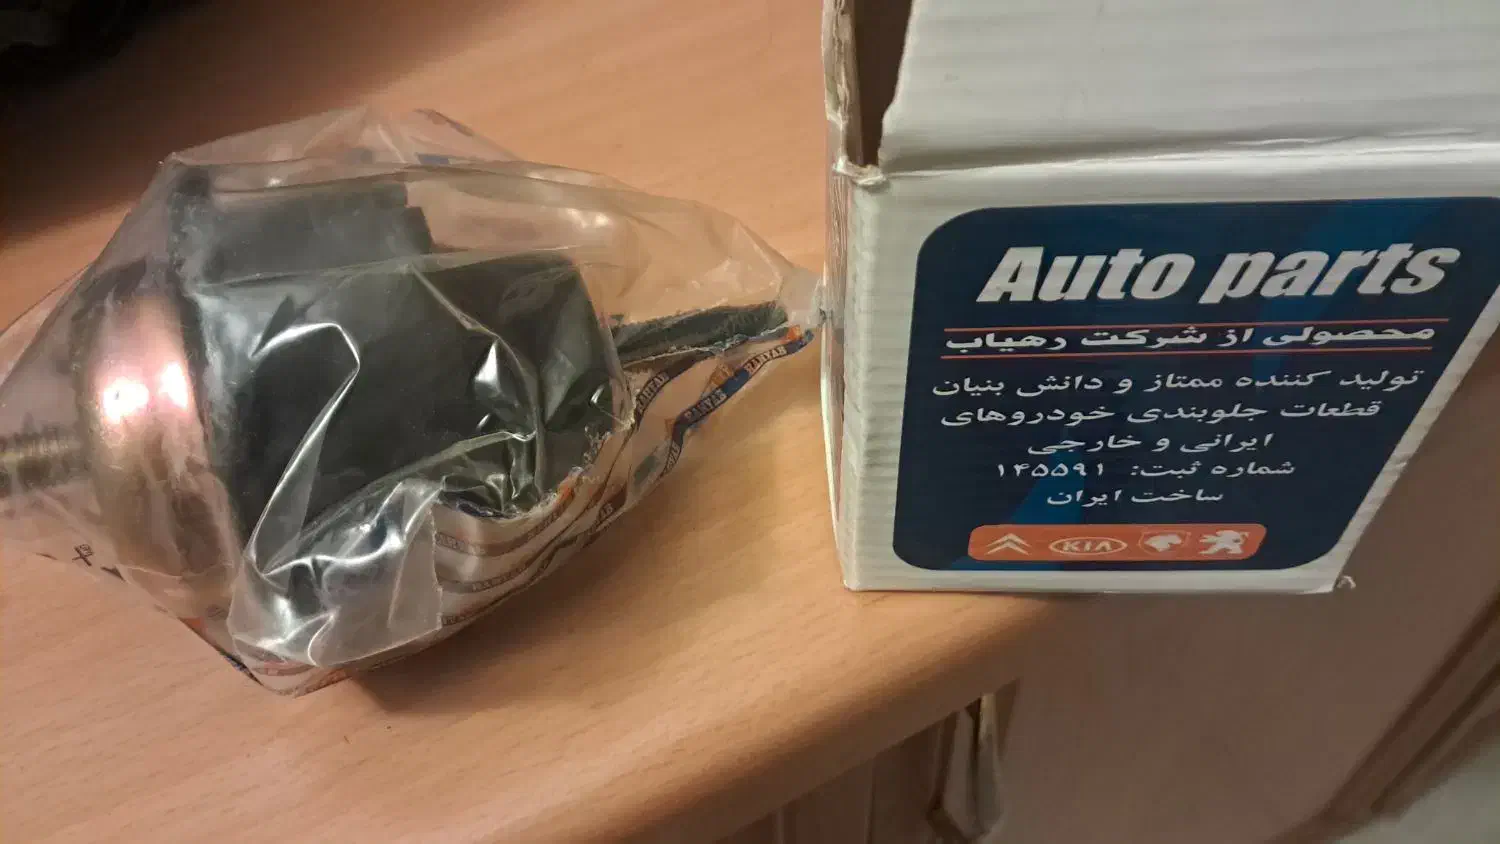 Auto parts
محصولی از شرکت رهیاب
تولید کننده ممتاز و دانش بنیان
قطعات جلوبندی خودروهای
ایرانی و خارجی
شماره ثبت: ۱۴۵۵۹۱
ساخت ایران
KIA